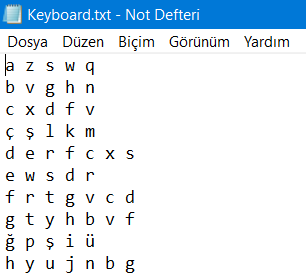 Keyboard.txt - Not Defteri
Dosya Düzen Biçim Görünüm Yardım
a z s w q
b v g h n
c x d f v
ç ş l k m
d e r f c x s
e w s d r
f r t g v c d
g t y h b v f
ğ p ş i ü
h y u j n b g